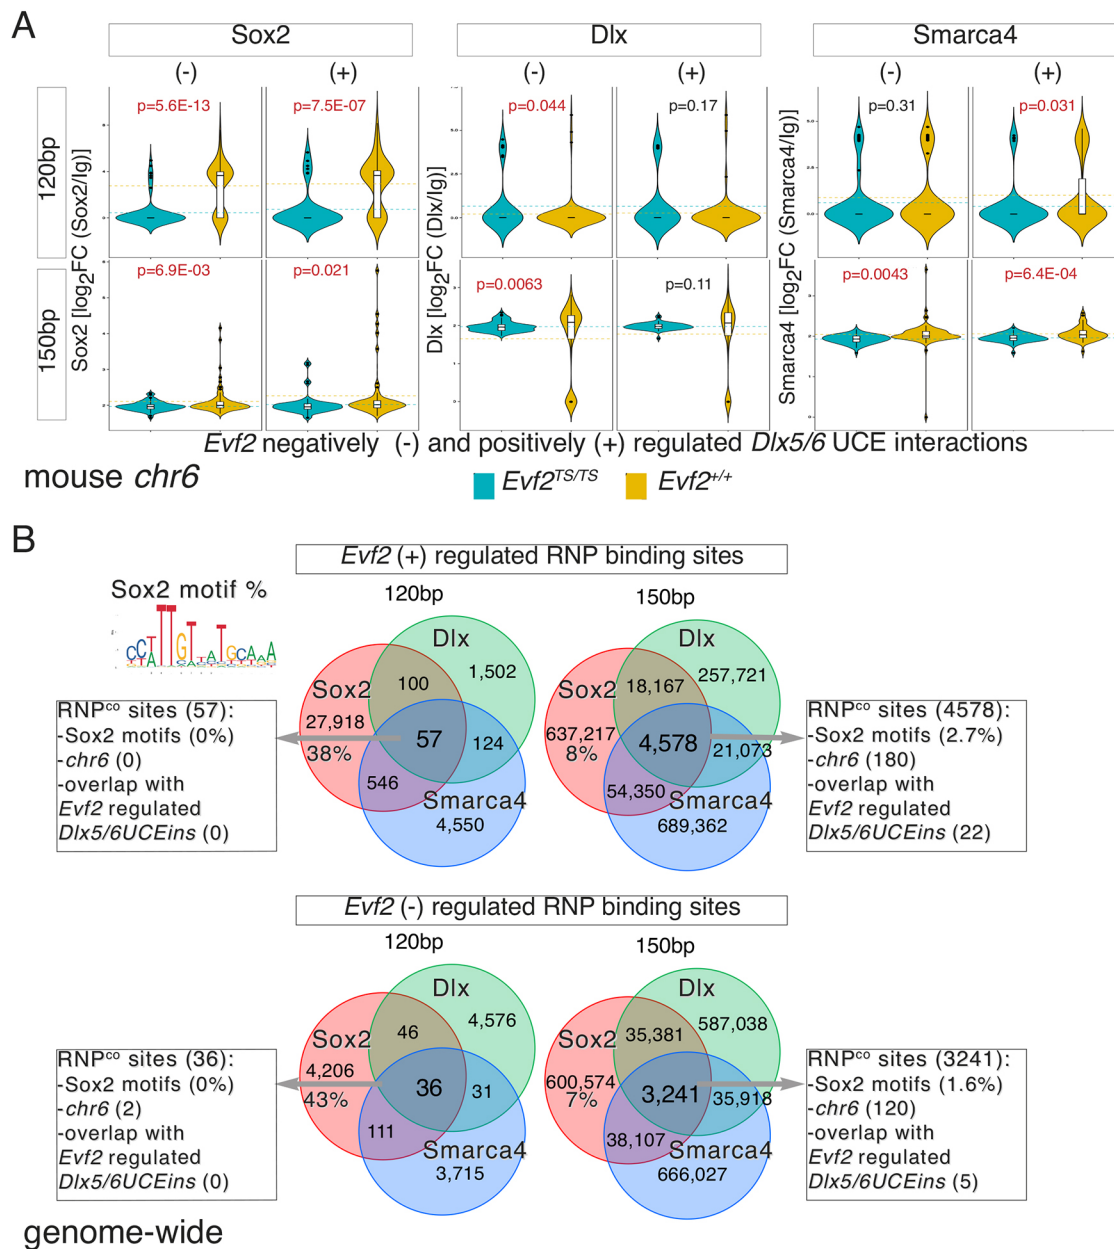 A
Sox2
Dlx
Smarca4
(-)
(+)
(-)
(+)
(-)
(+)
120bp
150bp
Sox2 [log2FC (Sox2/Ig)]
Dlx [log2FC (Dlx/Ig)]
Smarca4 [log2FC (Smarca4/Ig)]
p=5.6E-13
p=7.5E-07
p=0.044
p=0.17
p=0.31
p=0.031
p=6.9E-03
p=0.021
p=0.0063
p=0.11
p=0.0043
p=6.4E-04
Evf2 negatively (-) and positively (+) regulated Dlx5/6 UCE interactions
mouse chr6
Evf2TS/TS
Evf2+/+
B
Evf2 (+) regulated RNP binding sites
Sox2 motif %
120bp
150bp
Dlx
1,502
Sox2
100
27,918
38%
57
124
546
Smarca4
4,550
Dlx
257,721
Sox2
18,167
637,217
8%
4,578
21,073
54,350
Smarca4
689,362
RNPco sites (57):
-Sox2 motifs (0%)
-chr6 (0)
-overlap with
Evf2 regulated
Dlx5/6UCEins (0)
RNPco sites (4578)
-Sox2 motifs (2.7%)
-chr6 (180)
-overlap with
Evf2 regulated
Dlx5/6UCEins (22)
Evf2 (-) regulated RNP binding sites
120bp
150bp
Dlx
4,576
Sox2
46
4,206
43%
36
31
111
Smarca4
3,715
Dlx
587,038
Sox2
35,381
600,574
7%
3,241
35,918
38,107
Smarca4
666,027
RNPco sites (36):
-Sox2 motifs (0%)
-chr6 (2)
-overlap with
Evf2 regulated
Dlx5/6UCEins (0)
RNPco sites (3241)
-Sox2 motifs (1.6%)
-chr6 (120)
-overlap with
Evf2 regulated
Dlx5/6UCEins (5)
genome-wide